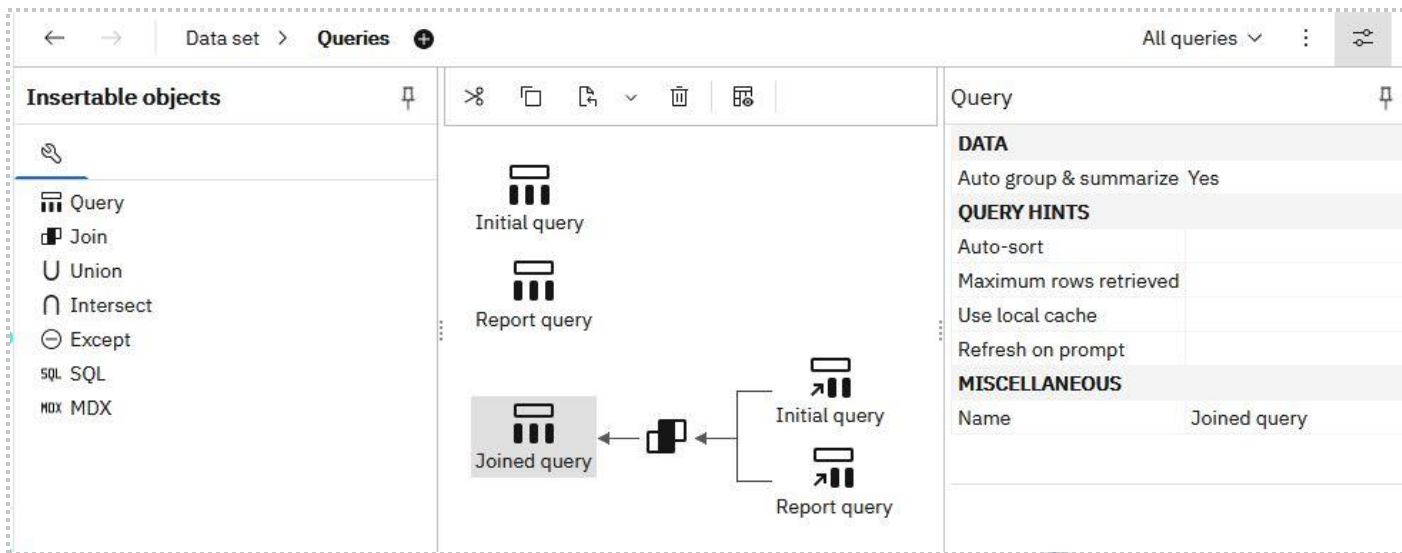 Data set > Queries
All queries
Insertable objects
Query
Join
Union
Intersect
Except
SQL SQL
MDX MDX
Initial query
Report query
Joined query
Initial query
Report query
Query
DATA
Auto group & summarize Yes
QUERY HINTS
Auto-sort
Maximum rows retrieved
Use local cache
Refresh on prompt
MISCELLANEOUS
Name Joined query